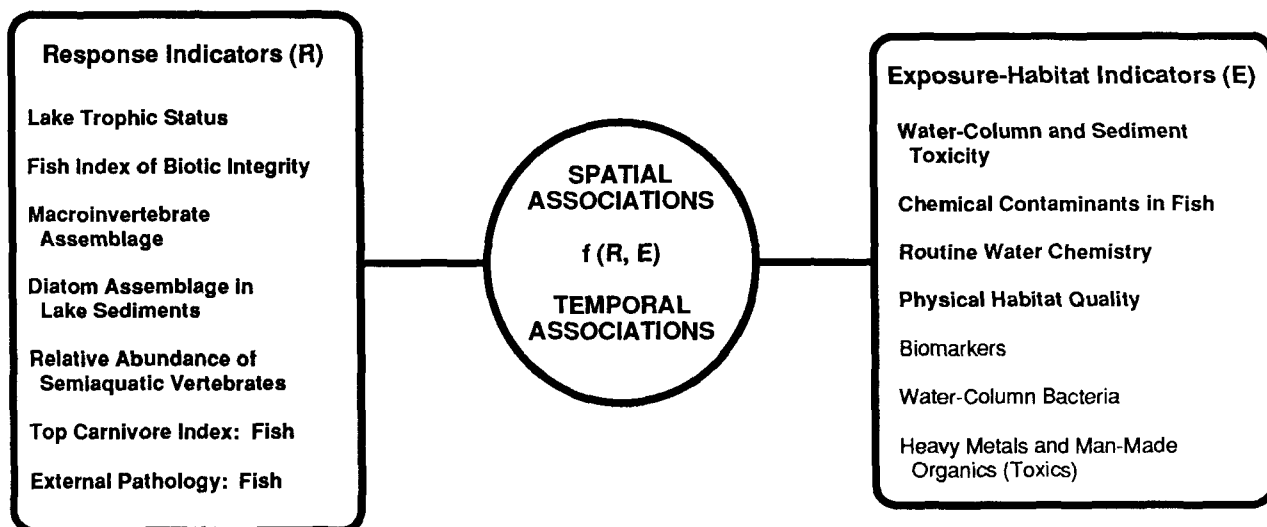 Response Indicators (R)
Lake Trophic Status
Fish Index of Biotic Integrity
Macroinvertebrate
Assemblage
Diatom Assemblage in
Lake Sediments
Relative Abundance of
Semiaquatic Vertebrates
Top Carnivore Index: Fish
External Pathology: Fish
SPATIAL
ASSOCIATIONS
f (R, E)
TEMPORAL
ASSOCIATIONS
Exposure-Habitat Indicators (E)
Water-Column and Sediment
Toxicity
Chemical Contaminants in Fish
Routine Water Chemistry
Physical Habitat Quality
Biomarkers
Water-Column Bacteria
Heavy Metals and Man-Made
Organics (Toxics)